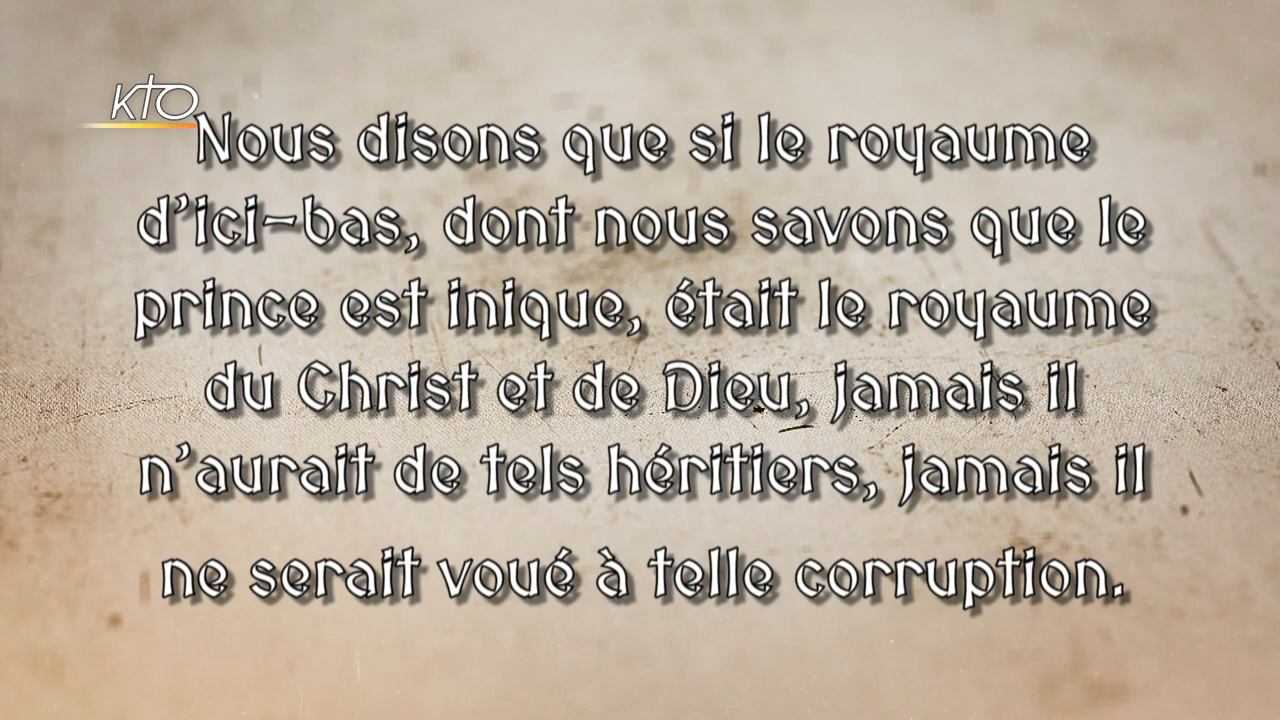 KTO
Nous disons que si le royaume
d’ici-bas, dont nous savons que le
prince est inique, était le royaume
du Christ et de Dieu, jamais il
n’aurait de tels héritiers, jamais il
ne serait voué à telle corruption.